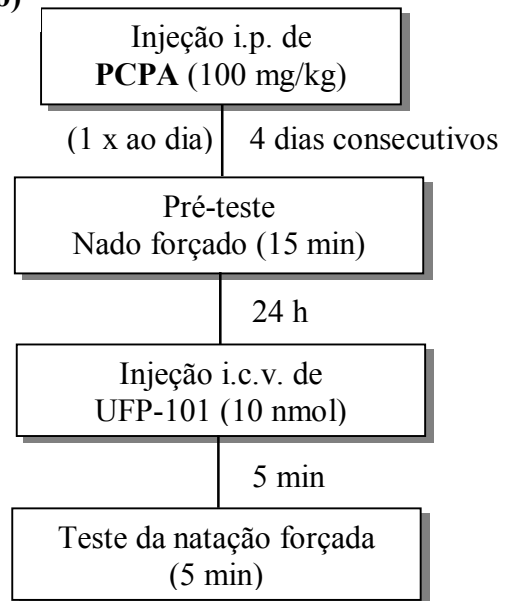 b)
Injeção i.p. de
PCPA (100 mg/kg)
(1 x ao dia) 4 dias consecutivos
Pré-teste
Nado forçado (15 min)
24 h
Injeção i.c.v. de
UFP-101 (10 nmol)
5 min
Teste da natação forçada
(5 min)